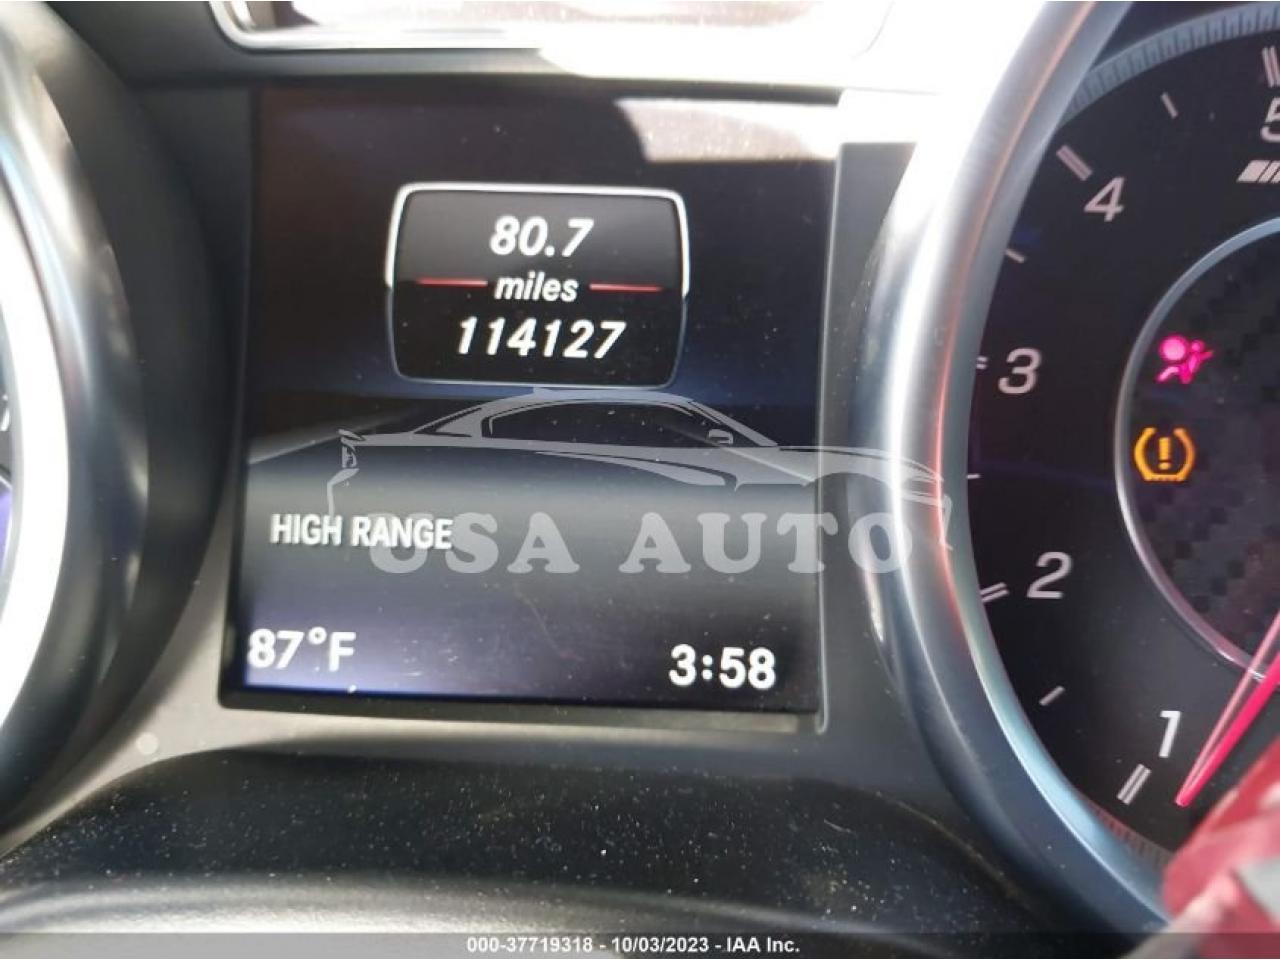 80.7
miles
114127
HIGH RANGE
USA AUTO
87°F
3:58
5
4
3
2
1
000-37719318 - 10/03/2023 - IAA Inc.